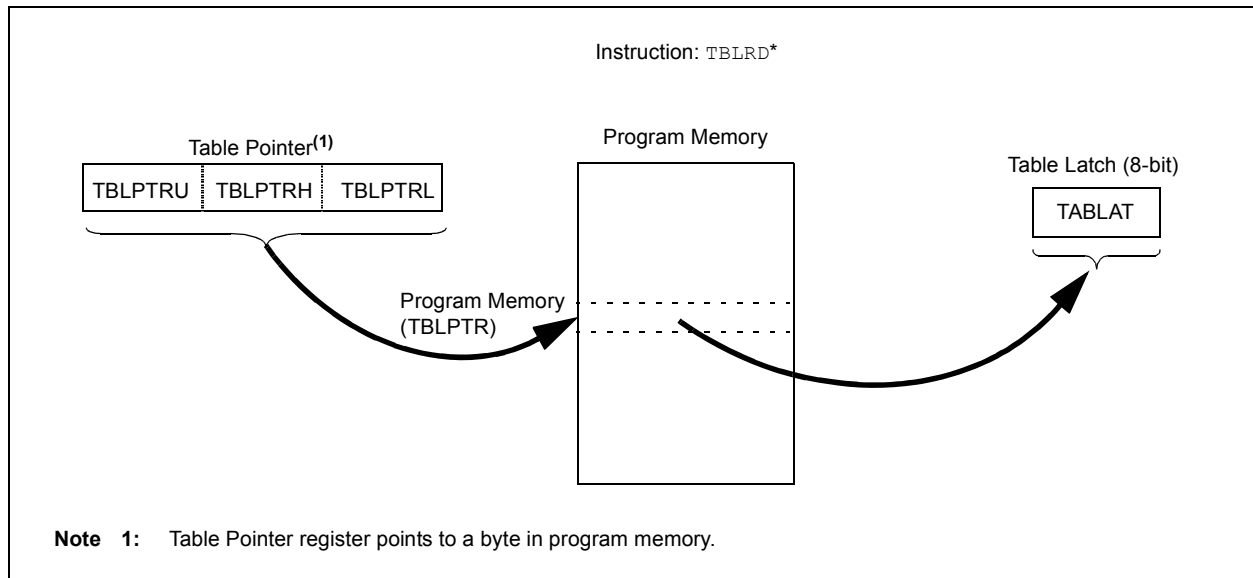 Instruction: TBLRD*
Table Pointer(1)
TBLPTRU TBLPTRH TBLPTRL
Program Memory
Table Latch (8-bit)
TABLAT
Program Memory
(TBLPTR)
Note 1: Table Pointer register points to a byte in program memory.